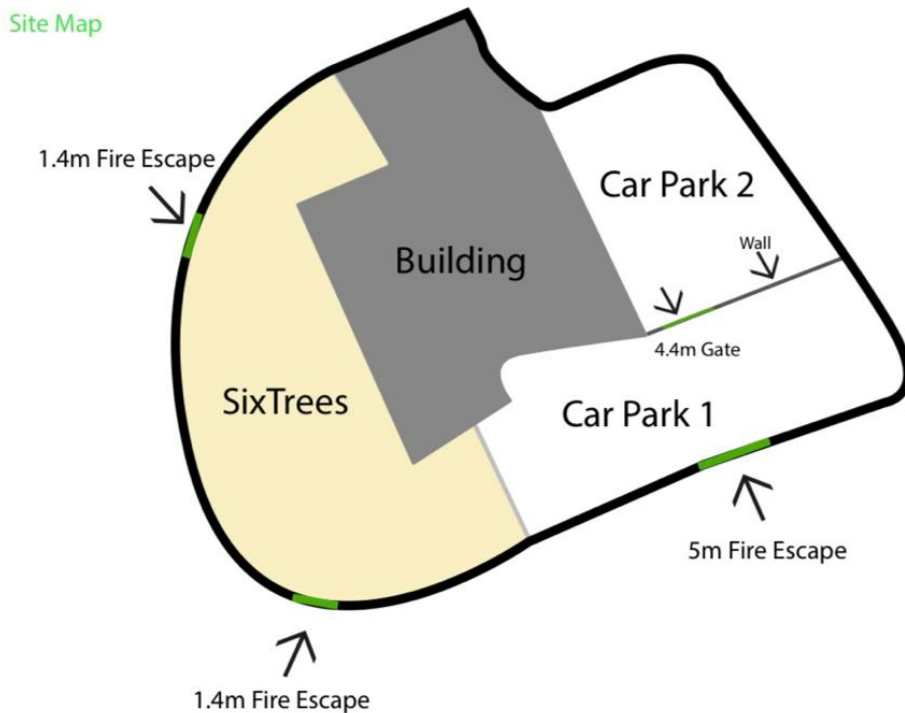 Site Map
1.4m Fire Escape
Car Park 2
Wall
Building
4.4m Gate
SixTrees
Car Park 1
5m Fire Escape
1.4m Fire Escape